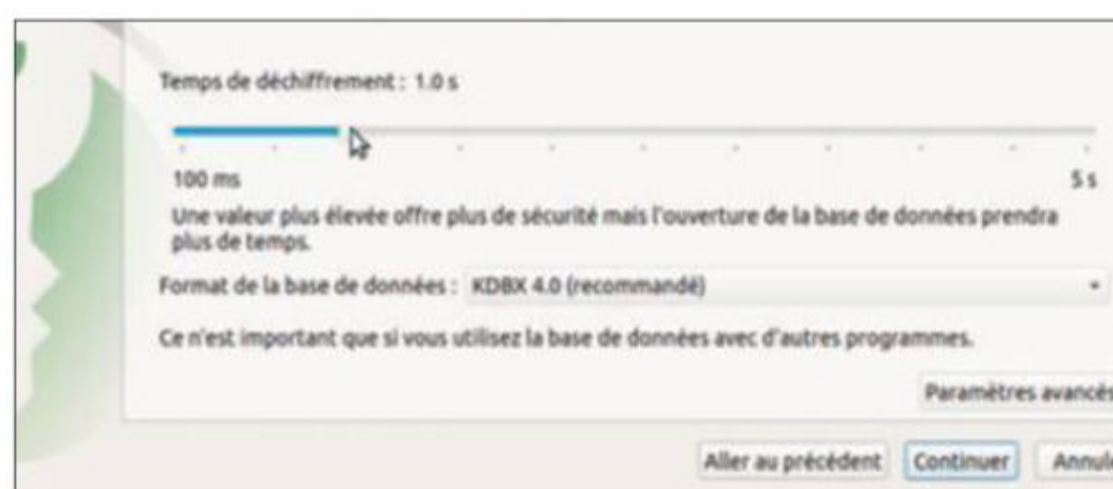 Temps de déchiffrement : 1.0 s
100 ms 5 s
Une valeur plus élevée offre plus de sécurité mais l'ouverture de la base de données prendra
plus de temps.
Format de la base de données : KDBX 4.0 (recommandé)
Ce n'est important que si vous utilisez la base de données avec d'autres programmes.
Paramètres avancés
Aller au précédent Continuer Annule